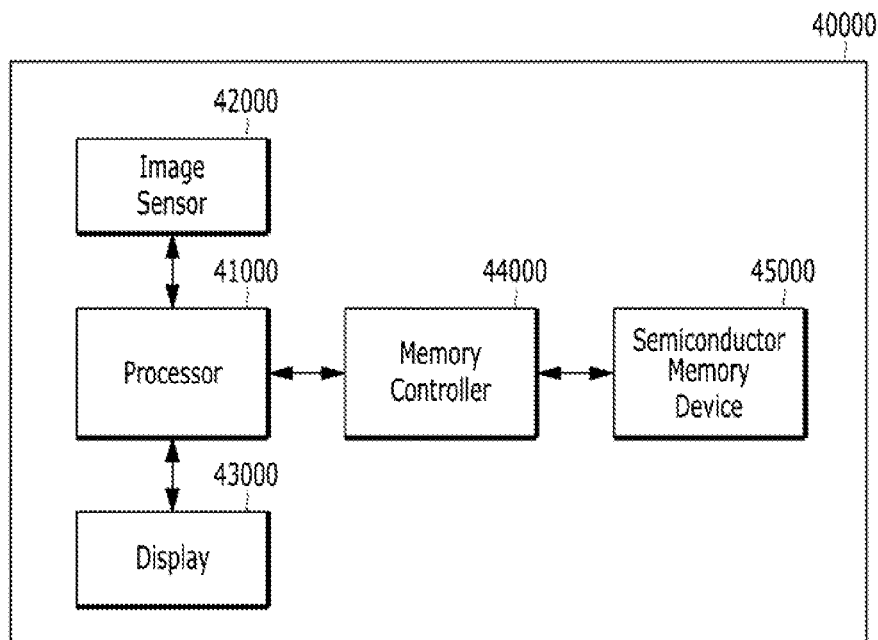 40000
42000
Image
Sensor
41000
Processor
44000
Memory
Controller
45000
Semiconductor
Memory
Device
43000
Display